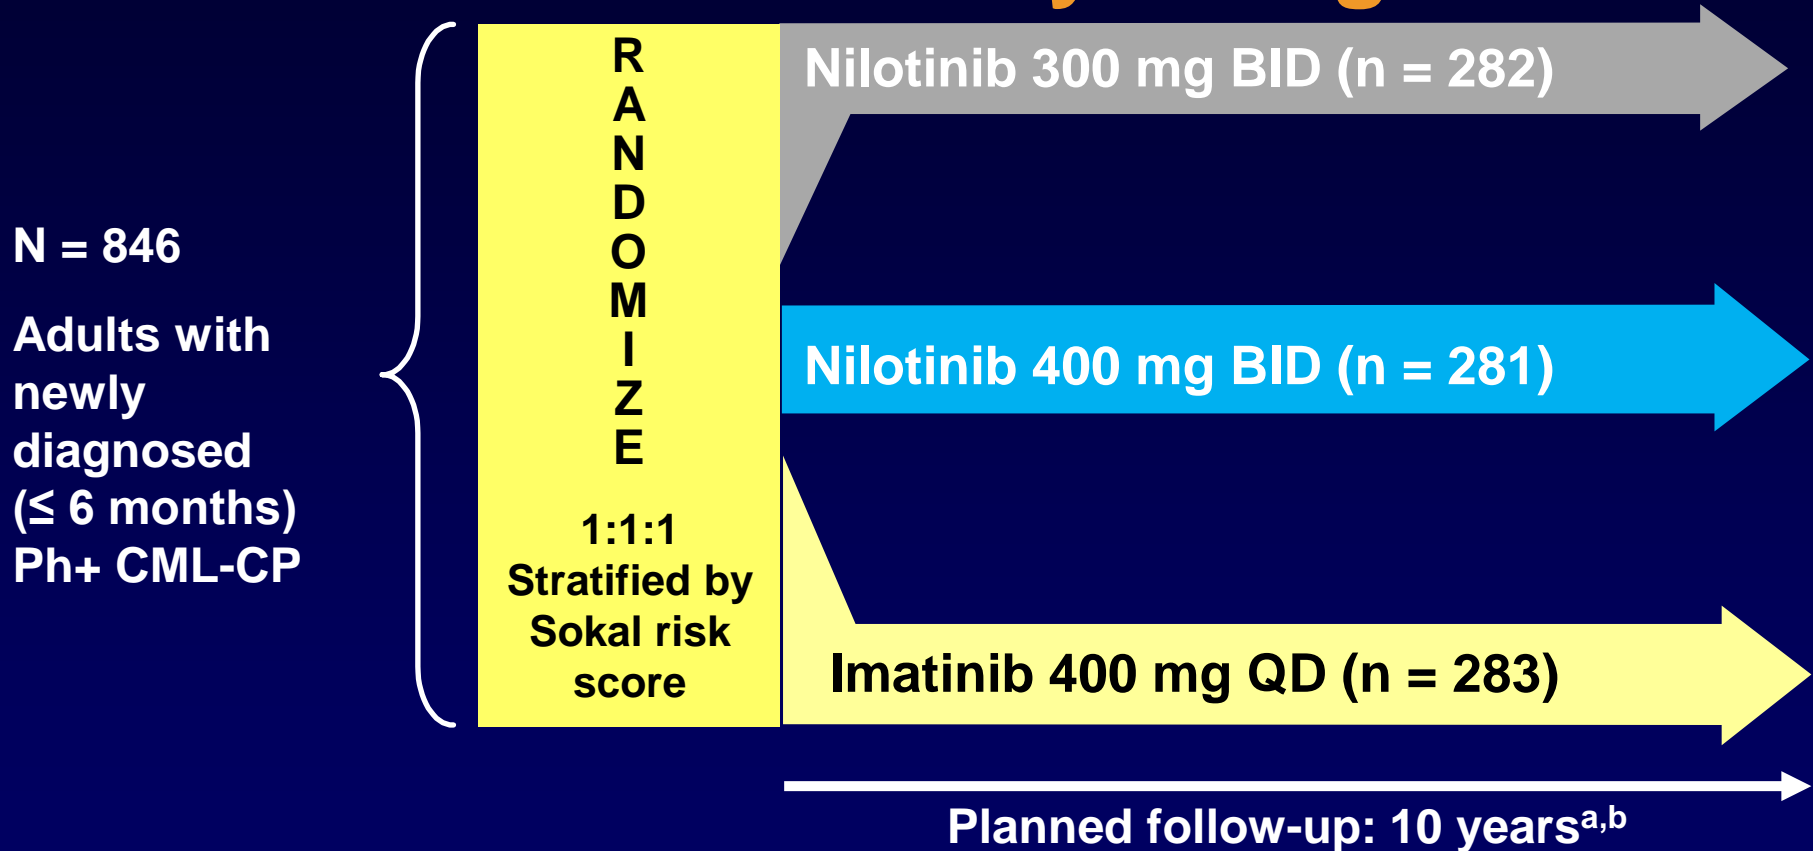 N = 846
Adults with
newly
diagnosed
(≤ 6 months)
Ph+ CML-CP
R
A
N
D
O
M
I
Z
E
1:1:1
Stratified by
Sokal risk
score
Nilotinib 300 mg BID (n = 282)
Nilotinib 400 mg BID (n = 281)
Imatinib 400 mg QD (n = 283)
Planned follow-up: 10 yearsᵃ,ᵇ